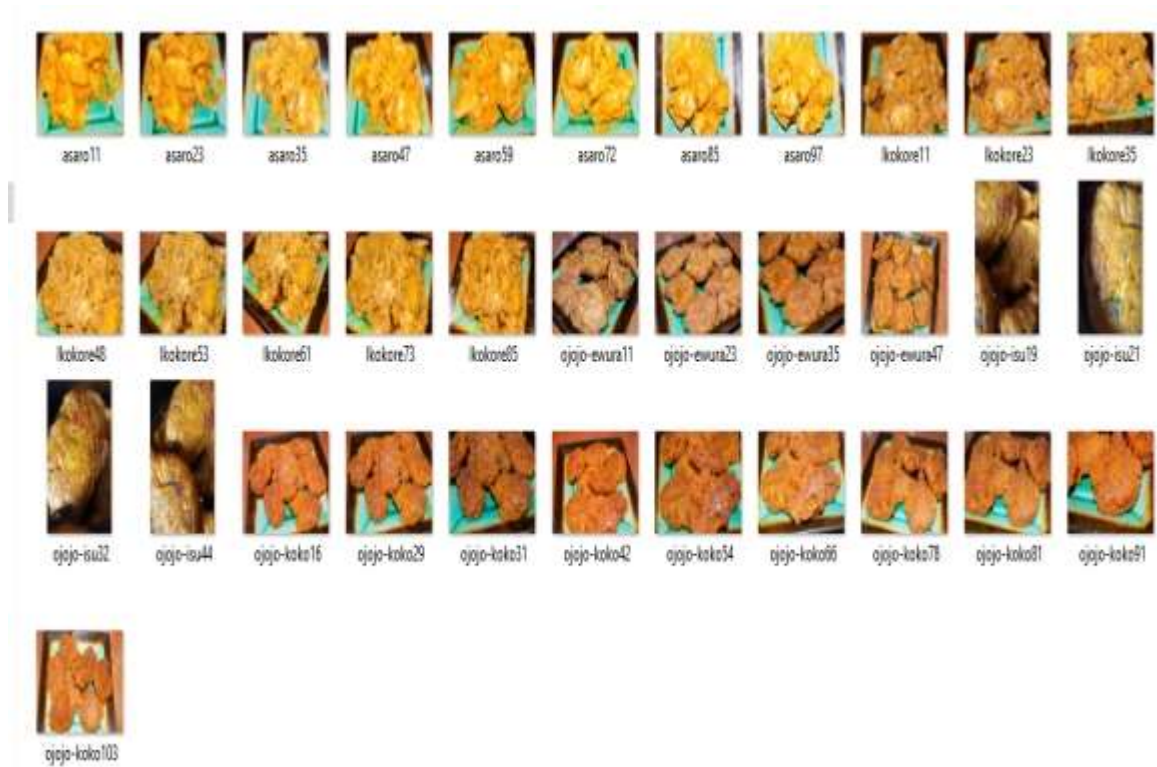 asaro11 asaro23 asaro35 asaro47 asaro59 asaro72 asaro85 asaro97 Ikokore11 Ikokore23 Ikokore35
Ikokore48 Ikokore53 Ikokore61 Ikokore73 Ikokore85 ojojo-ewura11 ojojo-ewura23 ojojo-ewura35 ojojo-ewura47 ojojo-isu19 ojojo-isu21
ojojo-isu32 ojojo-isu44 ojojo-koko16 ojojo-koko29 ojojo-koko31 ojojo-koko42 ojojo-koko54 ojojo-koko66 ojojo-koko78 ojojo-koko81 ojojo-koko91
ojojo-koko103